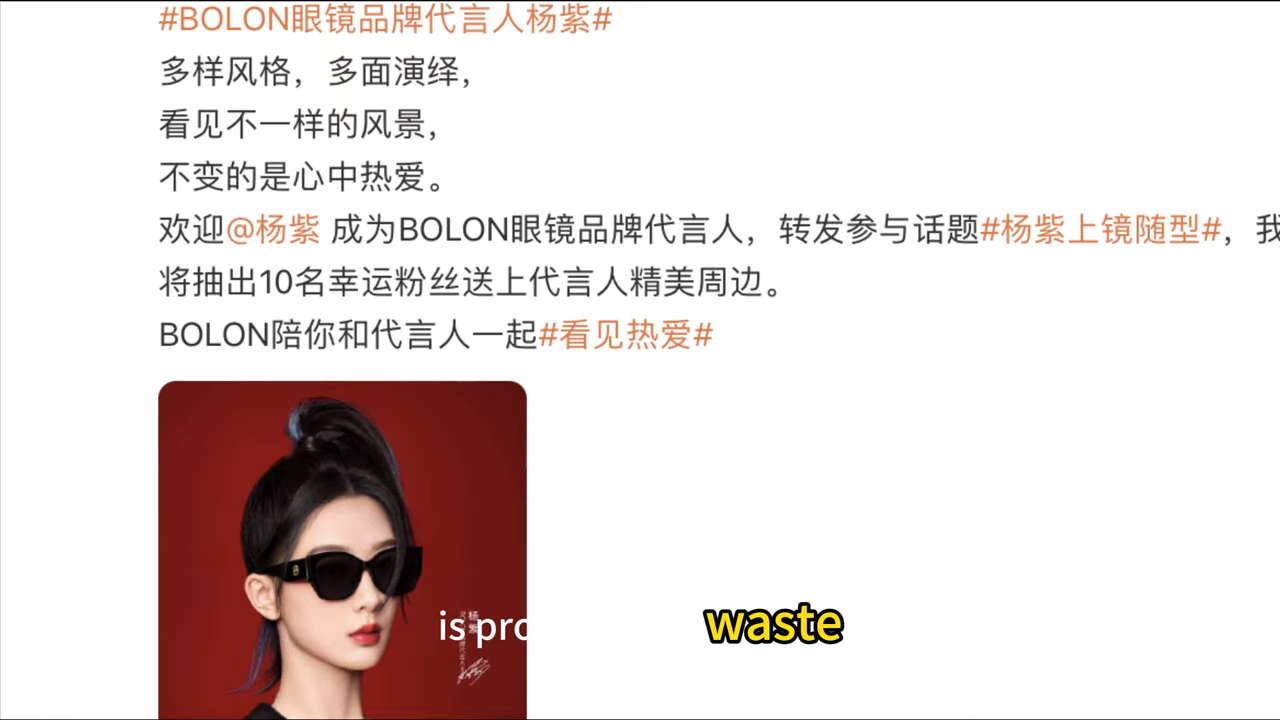 #BOLON眼镜品牌代言人杨紫#
多样风格，多面演绎，
看见不一样的风景，
不变的是心中热爱。
欢迎@杨紫 成为BOLON眼镜品牌代言人，转发参与话题#杨紫上镜随型#，我
将抽出10名幸运粉丝送上代言人精美周边。
BOLON陪你和代言人一起#看见热爱#
杨紫
is pro
waste